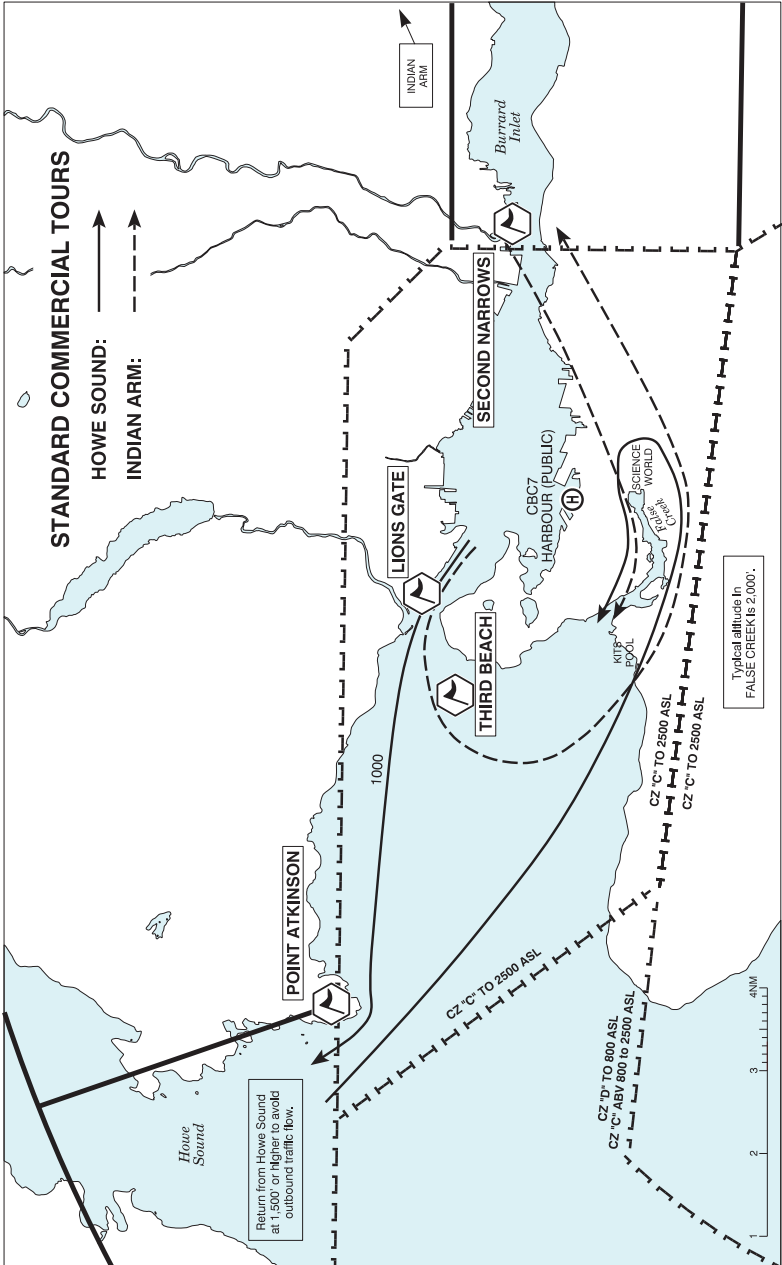 STANDARD COMMERCIAL TOURS
HOWE SOUND:
INDIAN ARM:
INDIAN
ARM
Burrard
Inlet
SECOND NARROWS
LIONS GATE
CBC7
HARBOUR (PUBLIC)
H
SCIENCE
WORLD
False
Creek
KITS
POOL
THIRD BEACH
1000
POINT ATKINSON
Howe
Sound
Return from Howe Sound
at 1,500' or higher to avoid
outbound traffic flow.
Typical altitude in
FALSE CREEK is 2,000'.
CZ "C" TO 2500 ASL
CZ "C" TO 2500 ASL
CZ "C" TO 2500 ASL
CZ "D" TO 800 ASL
CZ "C" ABV 800 to 2500 ASL
1 2 3 4NM